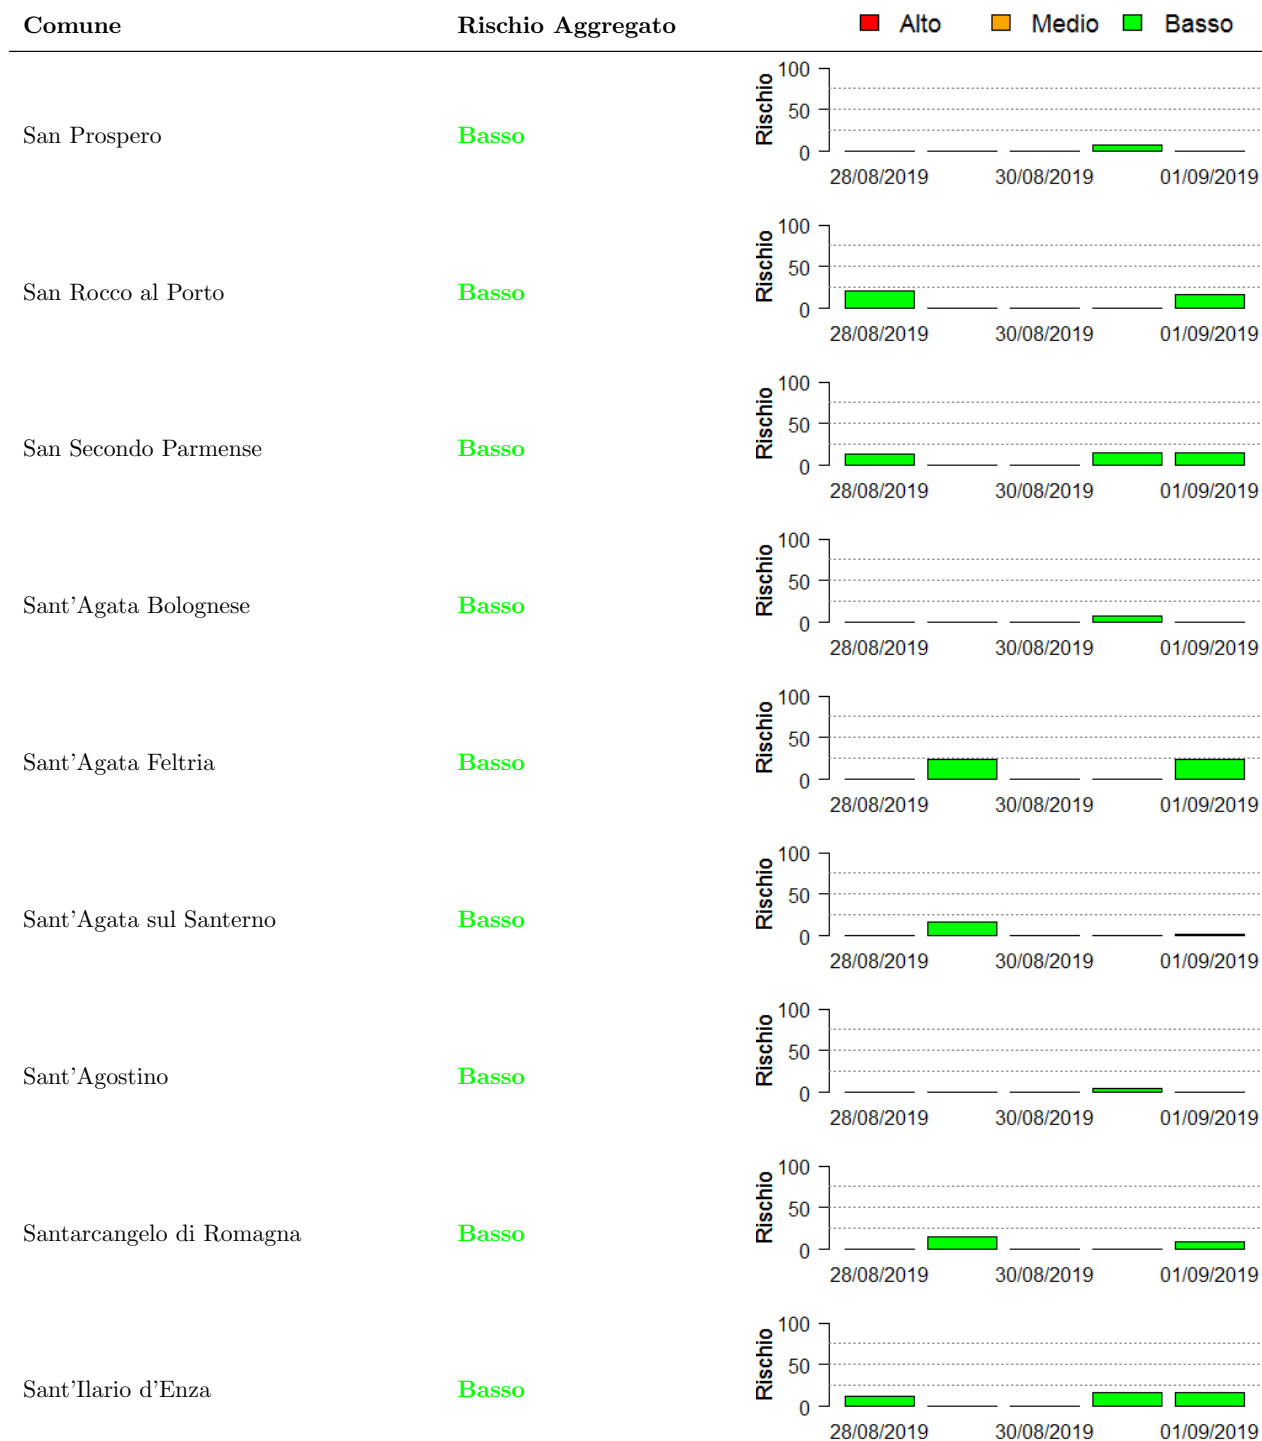 Comune Rischio Aggregato Alto Medio Basso
San Prospero Basso
Rischio
100
50
0
28/08/2019 30/08/2019 01/09/2019
San Rocco al Porto Basso
Rischio
100
50
0
28/08/2019 30/08/2019 01/09/2019
San Secondo Parmense Basso
Rischio
100
50
0
28/08/2019 30/08/2019 01/09/2019
Sant'Agata Bolognese Basso
Rischio
100
50
0
28/08/2019 30/08/2019 01/09/2019
Sant'Agata Feltria Basso
Rischio
100
50
0
28/08/2019 30/08/2019 01/09/2019
Sant'Agata sul Santerno Basso
Rischio
100
50
0
28/08/2019 30/08/2019 01/09/2019
Sant'Agostino Basso
Rischio
100
50
0
28/08/2019 30/08/2019 01/09/2019
Santarcangelo di Romagna Basso
Rischio
100
50
0
28/08/2019 30/08/2019 01/09/2019
Sant'Ilario d'Enza Basso
Rischio
100
50
0
28/08/2019 30/08/2019 01/09/2019